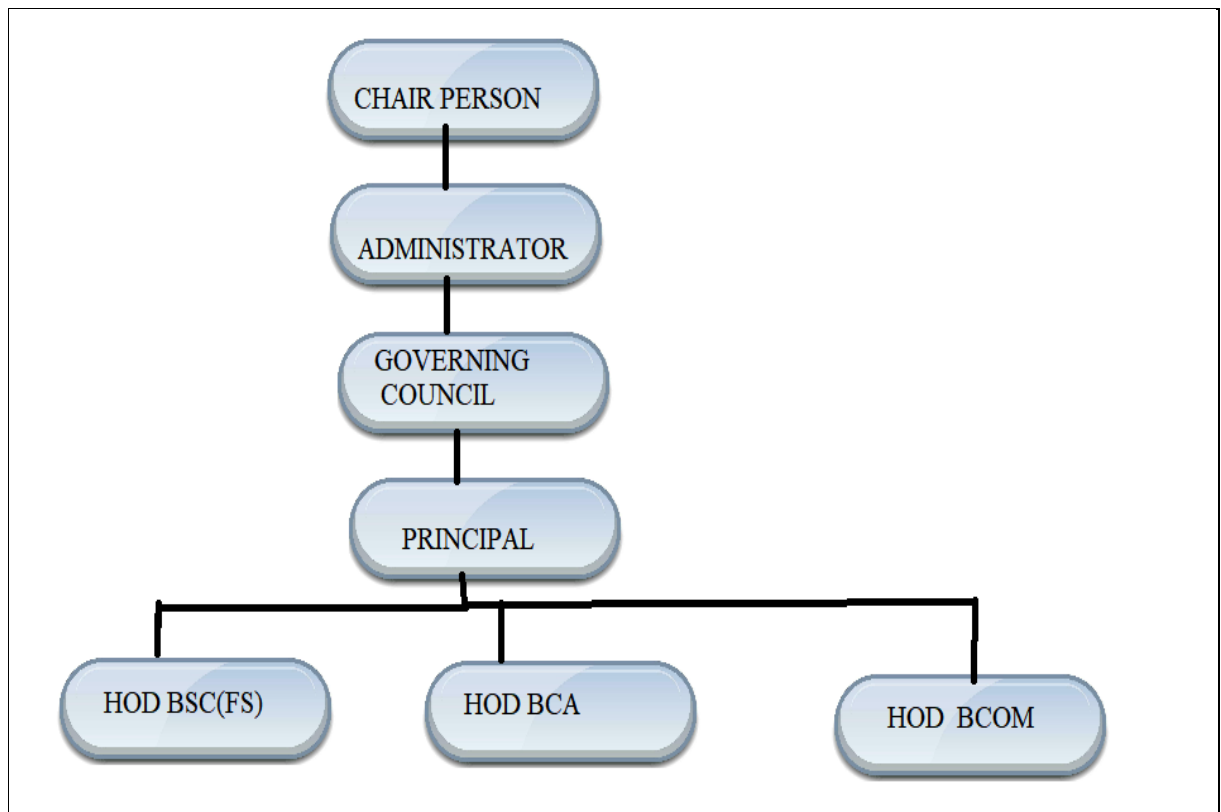 CHAIR PERSON
ADMINISTRATOR
GOVERNING
COUNCIL
PRINCIPAL
HOD BSC(FS)
HOD BCA
HOD BCOM